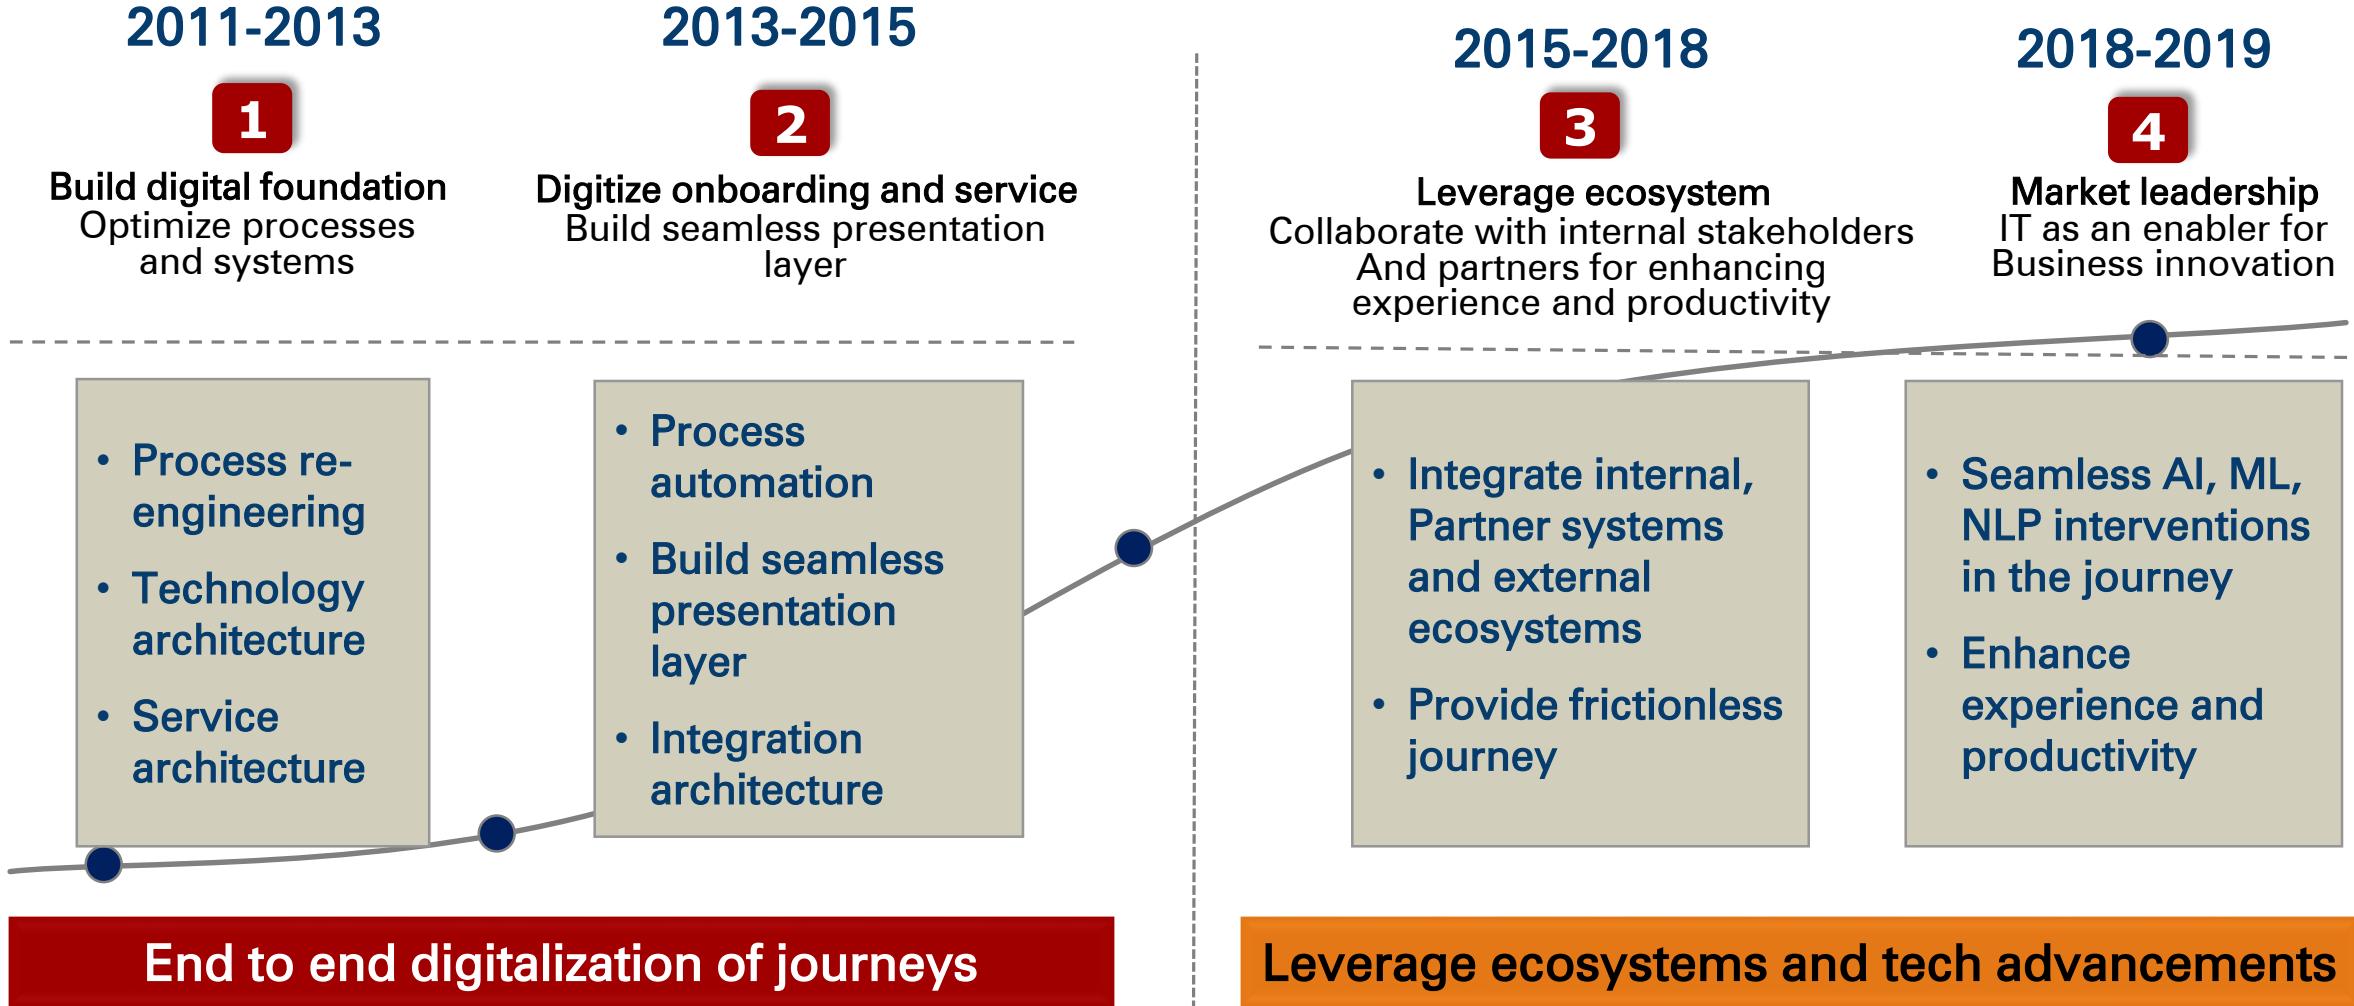 2011-2013
1
Build digital foundation
Optimize processes
and systems
2013-2015
2
Digitize onboarding and service
Build seamless presentation
layer
2015-2018
3
Leverage ecosystem
Collaborate with internal stakeholders
And partners for enhancing
experience and productivity
2018-2019
4
Market leadership
IT as an enabler for
Business innovation
• Process re-
engineering
• Technology
architecture
• Service
architecture
• Process
automation
• Build seamless
presentation
layer
• Integration
architecture
• Integrate internal,
Partner systems
and external
ecosystems
• Provide frictionless
journey
• Seamless AI, ML,
NLP interventions
in the journey
• Enhance
experience and
productivity
End to end digitalization of journeys
Leverage ecosystems and tech advancements